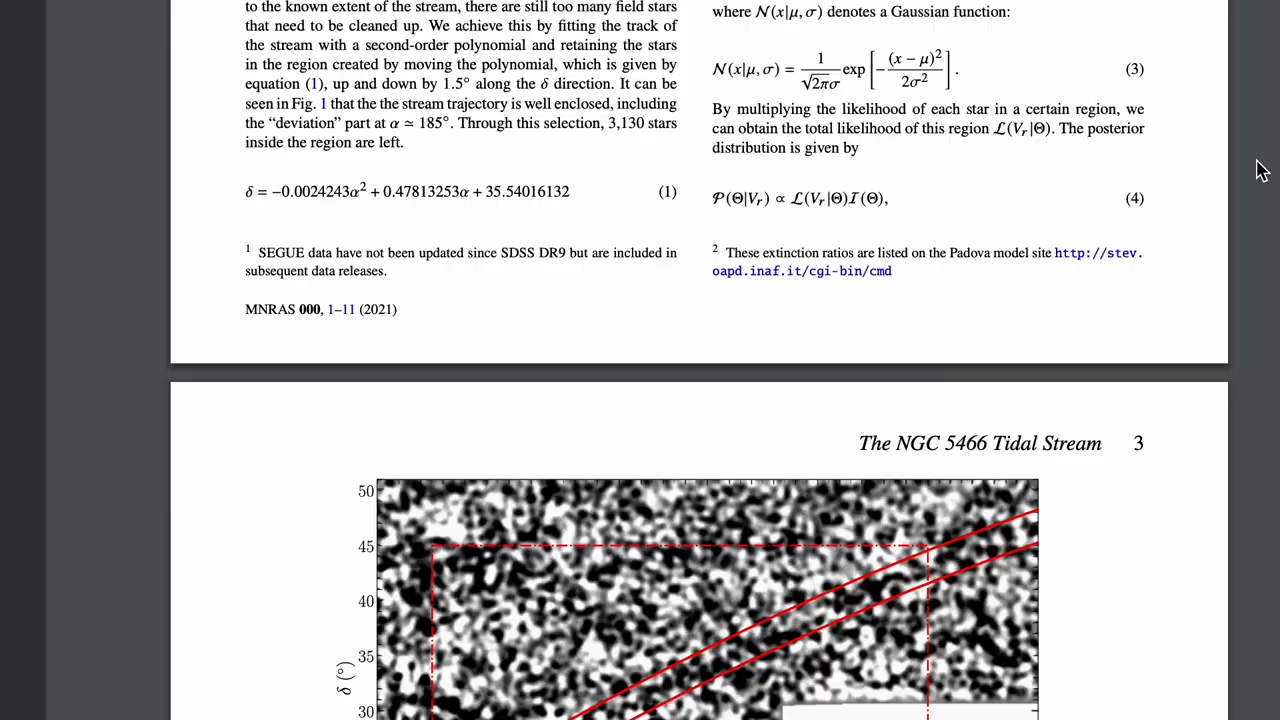 to the known extent of the stream, there are still too many field stars
that need to be cleaned up. We achieve this by fitting the track of
the stream with a second-order polynomial and retaining the stars
in the region created by moving the polynomial, which is given by
equation (1), up and down by 1.5° along the δ direction. It can be
seen in Fig. 1 that the the stream trajectory is well enclosed, including
the “deviation” part at α ≃ 185°. Through this selection, 3,130 stars
inside the region are left.
δ = −0.0024243α² + 0.47813253α + 35.54016132 (1)
1 SEGUE data have not been updated since SDSS DR9 but are included in
subsequent data releases.
MNRAS 000, 1–11 (2021)
where N(x|μ, σ) denotes a Gaussian function:
N(x|μ, σ) = 1/(√2πσ) exp [−(x − μ)²/2σ²] . (3)
By multiplying the likelihood of each star in a certain region, we
can obtain the total likelihood of this region L(Vr|Θ). The posterior
distribution is given by
P(Θ|Vr) ∝ L(Vr|Θ)I(Θ), (4)
2 These extinction ratios are listed on the Padova model site http://stev.
oapd.inaf.it/cgi-bin/cmd
The NGC 5466 Tidal Stream 3
50
45
40
35
30
δ (°)